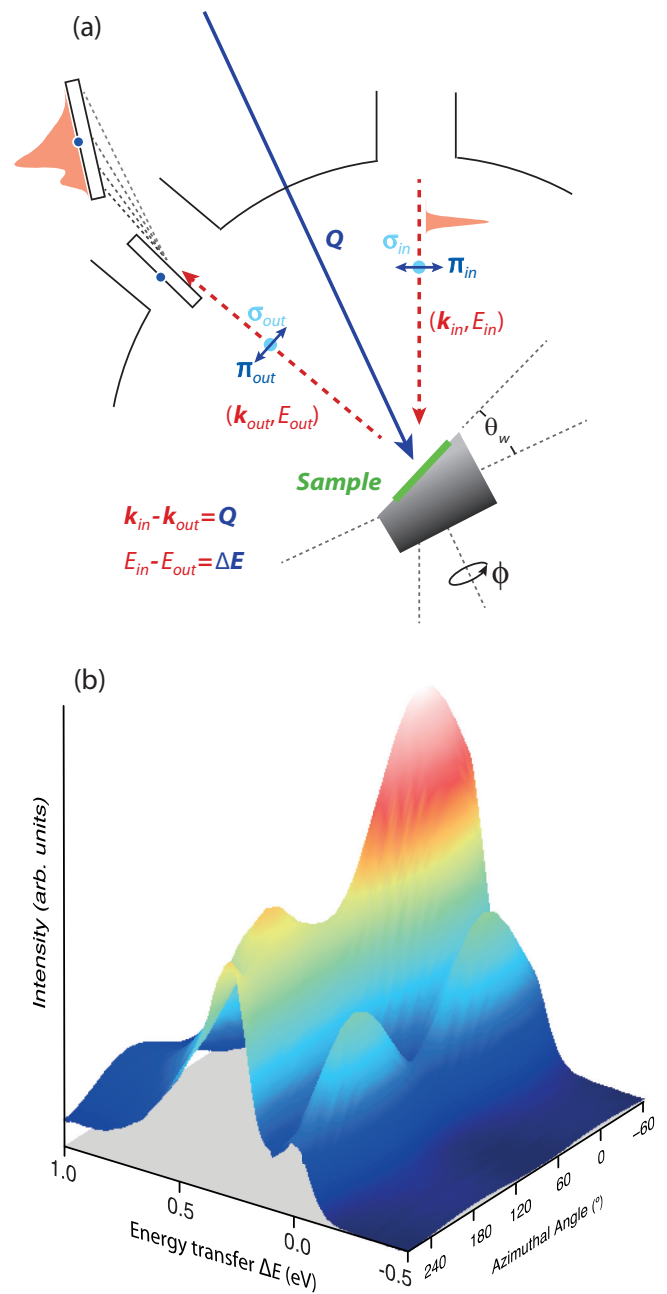 (a)
Q
σin
πin
(kin, Ein)
σout
πout
(kout, Eout)
θw
Sample
kin-kout=Q
Ein-Eout=ΔE
ϕ
(b)
Intensity (arb. units)
1.0
0.5
0.0
-0.5
Energy transfer ΔE (eV)
240
180
120
60
0
−60
Azimuthal Angle (°)